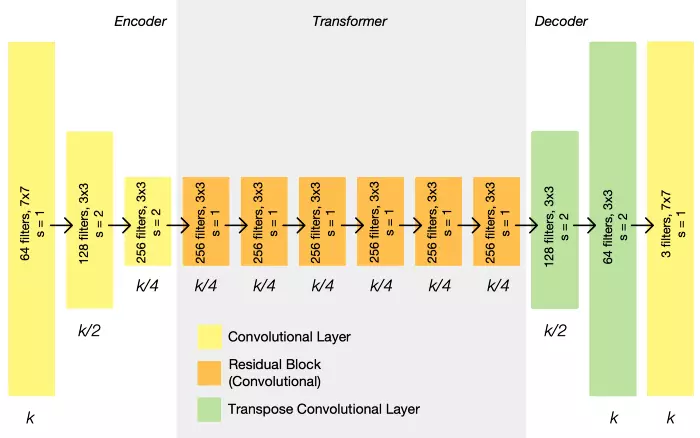 Encoder
Transformer
Decoder
64 filters, 7x7
s = 1
128 filters, 3x3
s = 2
256 filters, 3x3
s = 2
256 filters, 3x3
s = 1
256 filters, 3x3
s = 1
256 filters, 3x3
s = 1
256 filters, 3x3
s = 1
256 filters, 3x3
s = 1
256 filters, 3x3
s = 1
128 filters, 3x3
s = 2
64 filters, 3x3
s = 2
3 filters, 7x7
s = 1
k/4
k/4
k/4
k/4
k/4
k/4
k/4
k/2
k/2
Convolutional Layer
Residual Block
(Convolutional)
Transpose Convolutional Layer
k
k
k